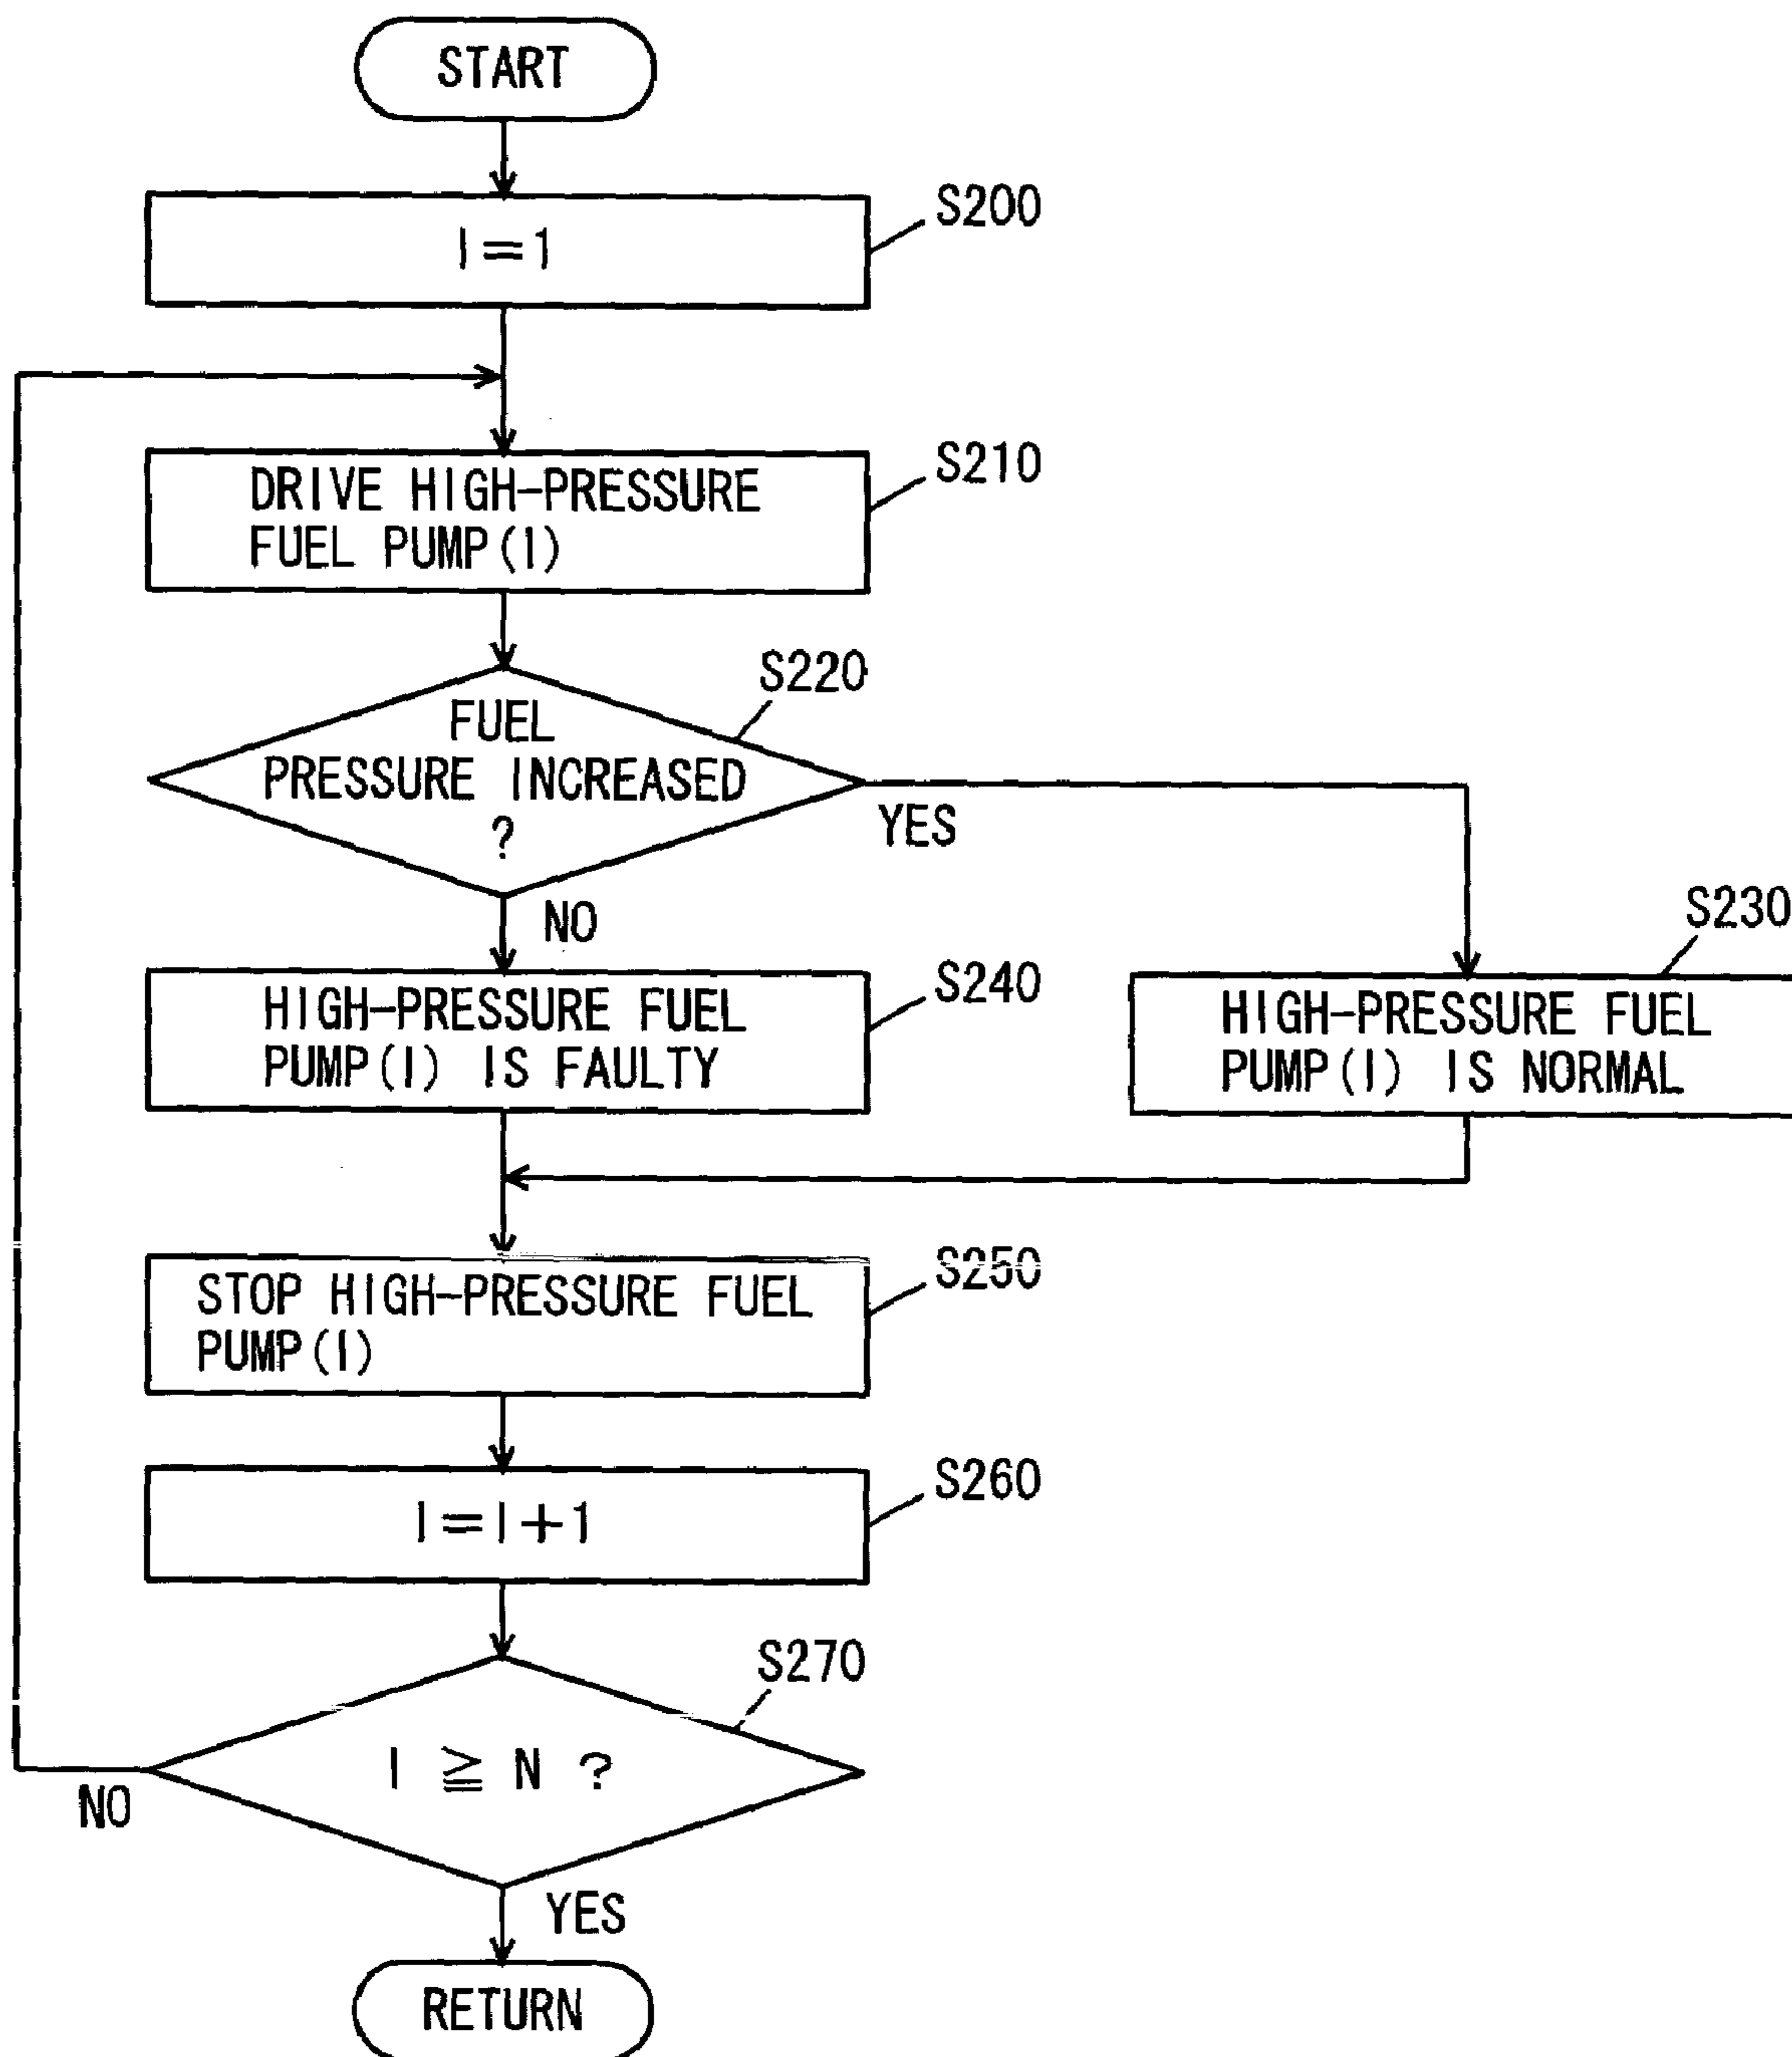 START
I=1
S200
DRIVE HIGH-PRESSURE
FUEL PUMP(I)
S210
FUEL
PRESSURE INCREASED
?
S220
YES
NO
HIGH-PRESSURE FUEL
PUMP(I) IS FAULTY
S240
HIGH-PRESSURE FUEL
PUMP(I) IS NORMAL
S230
STOP HIGH-PRESSURE FUEL
PUMP(I)
S250
I=I+1
S260
I ≧ N ?
S270
NO
YES
RETURN